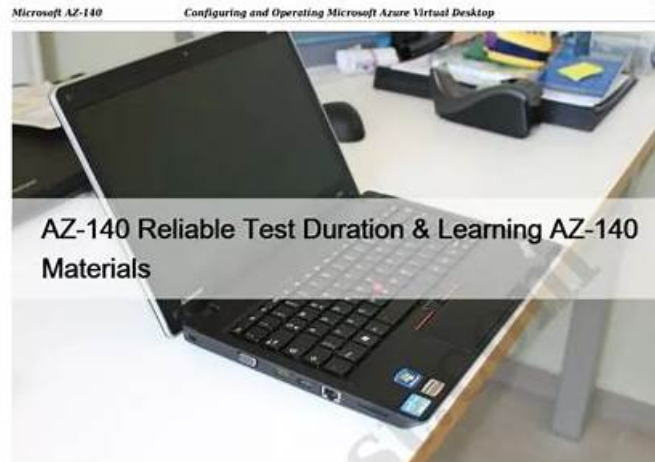 Microsoft AZ-140 Configuring and Operating Microsoft Azure Virtual Desktop
AZ-140 Reliable Test Duration & Learning AZ-140
Materials